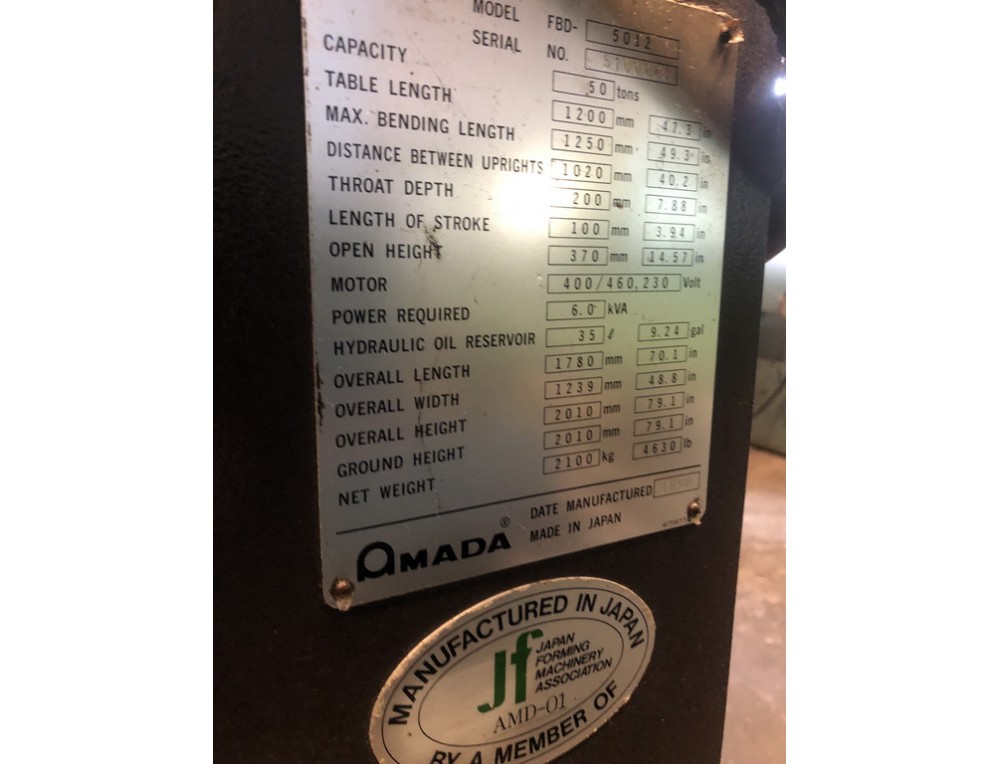 MODEL FBD- 5012
SERIAL NO.
CAPACITY 50 tons
TABLE LENGTH 1200 mm 47.3 in
MAX. BENDING LENGTH 1250 mm 49.3 in
DISTANCE BETWEEN UPRIGHTS 1020 mm 40.2 in
THROAT DEPTH 200 mm 7.88 in
LENGTH OF STROKE 100 mm 3.94 in
OPEN HEIGHT 370 mm 14.57 in
MOTOR 400/460,230 Volt
POWER REQUIRED 6.0 kVA
HYDRAULIC OIL RESERVOIR 35 ℓ 9.24 gal
OVERALL LENGTH 1780 mm 70.1 in
OVERALL WIDTH 1239 mm 48.8 in
OVERALL HEIGHT 2010 mm 79.1 in
GROUND HEIGHT 2010 mm 79.1 in
NET WEIGHT 2100 kg 4630 lb
DATE MANUFACTURED
AMADA® MADE IN JAPAN
MANUFACTURED IN JAPAN
Jf JAPAN
FORMING
MACHINERY
ASSOCIATION
AMD-01
BY A MEMBER OF